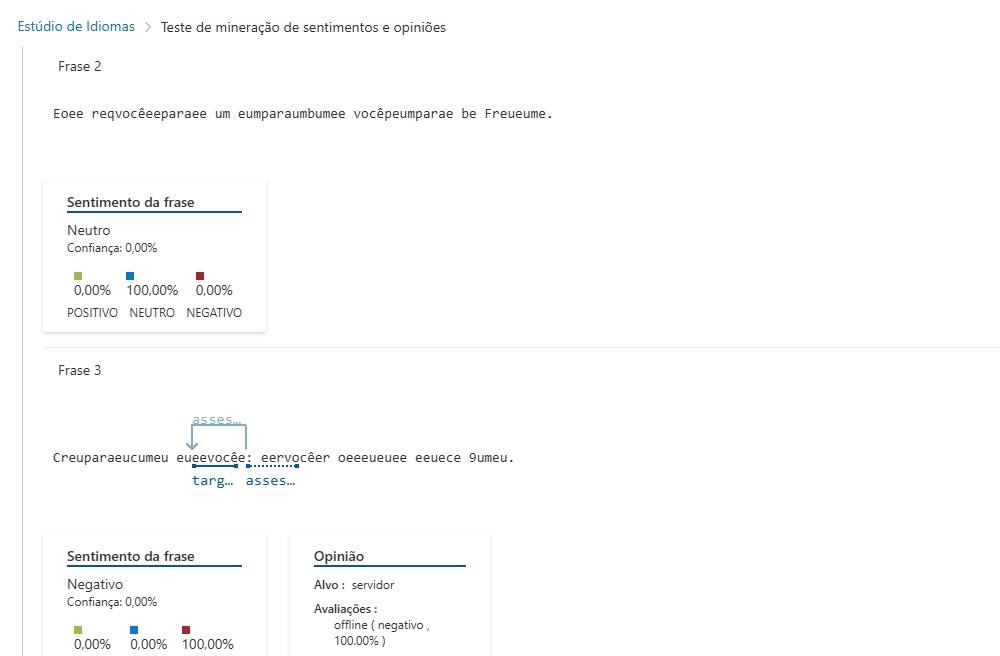 Estúdio de Idiomas > Teste de mineração de sentimentos e opiniões
Frase 2
Eoee reqvocêeeparaee um eumparaumbumee vocêpeumparae be Freueume.
Sentimento da frase
Neutro
Confiança: 0,00%
0,00% 100,00% 0,00%
POSITIVO NEUTRO NEGATIVO
Frase 3
asses…
Creuparaeucumeu eueevocêe: eervocêer oeeeueuee eeuece 9umeu.
targ… asses…
Sentimento da frase
Negativo
Confiança: 0,00%
0,00% 0,00% 100,00%
Opinião
Alvo : servidor
Avaliações :
offline ( negativo ,
100.00% )